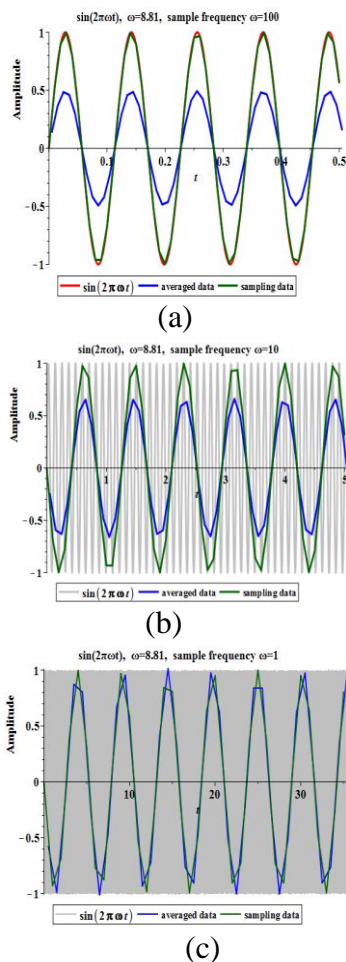 sin(2πωt), ω=8.81, sample frequency ω=100
Amplitude
1
0.5
0
−0.5
−1
0.1 0.2 0.3 0.4 0.5
t
sin(2πωt) averaged data sampling data
(a)
sin(2πωt), ω=8.81, sample frequency ω=10
Amplitude
1
0.5
0
−0.5
−1
1 2 3 4 5
t
sin(2πωt) averaged data sampling data
(b)
sin(2πωt), ω=8.81, sample frequency ω=1
Amplitude
1
0.5
0
−0.5
−1
10 20 30
t
sin(2πωt) averaged data sampling data
(c)